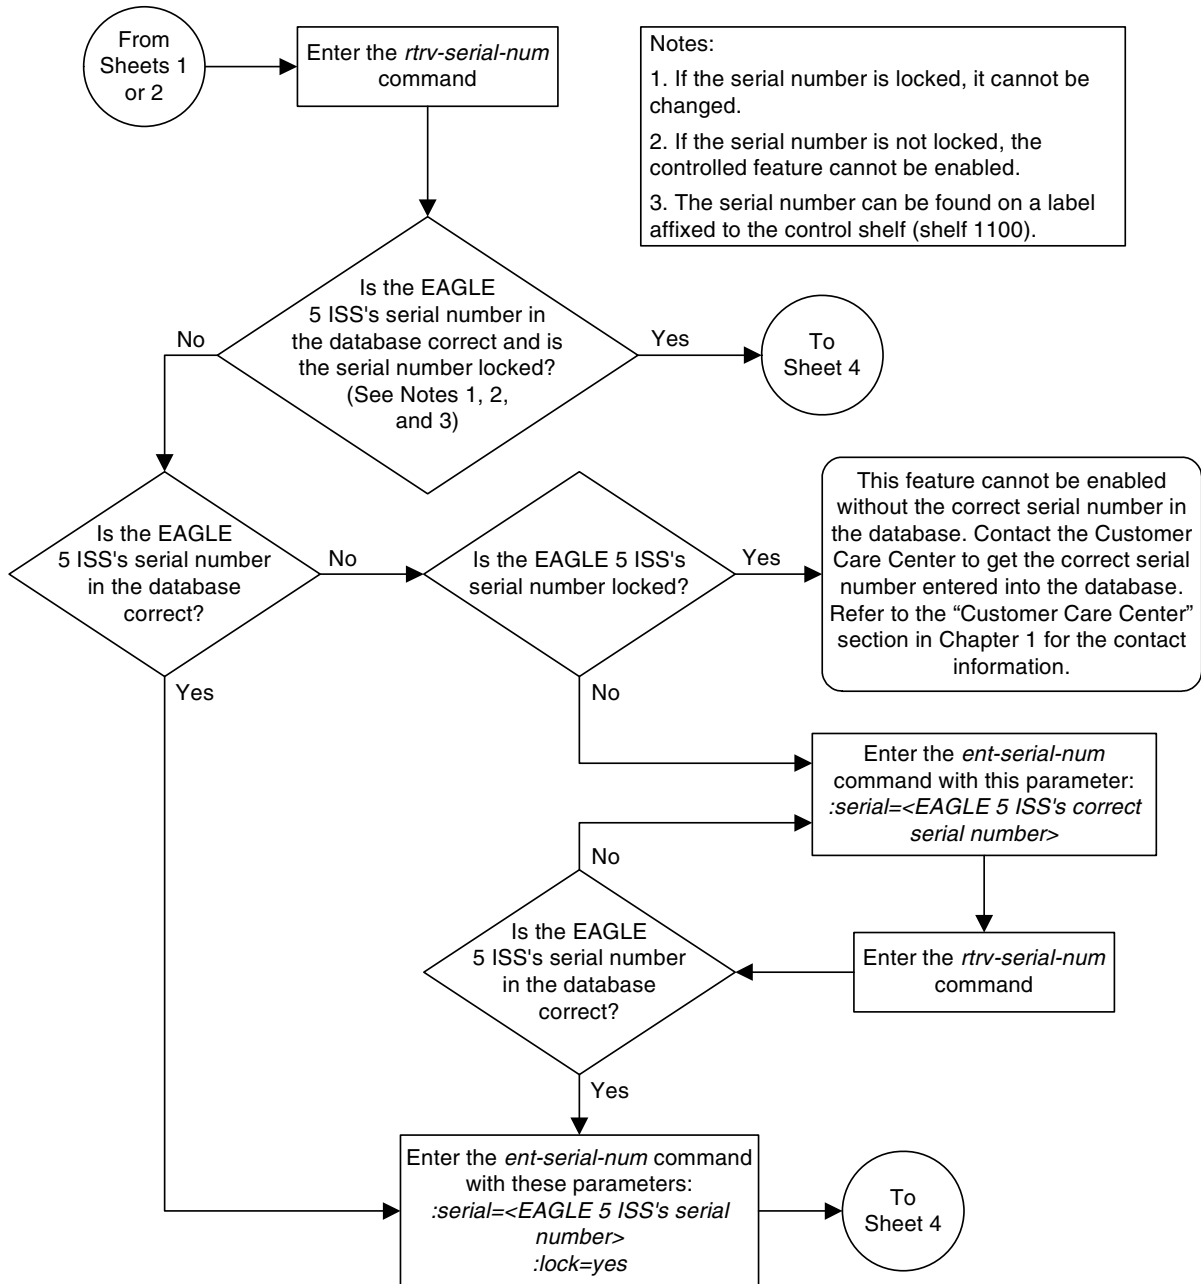 From
Sheets 1
or 2
Enter the rtrv-serial-num
command
Notes:
1. If the serial number is locked, it cannot be
changed.
2. If the serial number is not locked, the
controlled feature cannot be enabled.
3. The serial number can be found on a label
affixed to the control shelf (shelf 1100).
Is the EAGLE
5 ISS's serial number in
the database correct and is
the serial number locked?
(See Notes 1, 2,
and 3)
No
Yes
To
Sheet 4
Is the EAGLE
5 ISS's serial number
in the database
correct?
No
Yes
Is the EAGLE 5 ISS's
serial number locked?
Yes
No
This feature cannot be enabled
without the correct serial number in
the database. Contact the Customer
Care Center to get the correct serial
number entered into the database.
Refer to the “Customer Care Center”
section in Chapter 1 for the contact
information.
Enter the ent-serial-num
command with this parameter:
:serial=<EAGLE 5 ISS's correct
serial number>
Enter the rtrv-serial-num
command
No
Is the EAGLE
5 ISS's serial number
in the database
correct?
Yes
Enter the ent-serial-num command
with these parameters:
:serial=<EAGLE 5 ISS's serial
number>
:lock=yes
To
Sheet 4